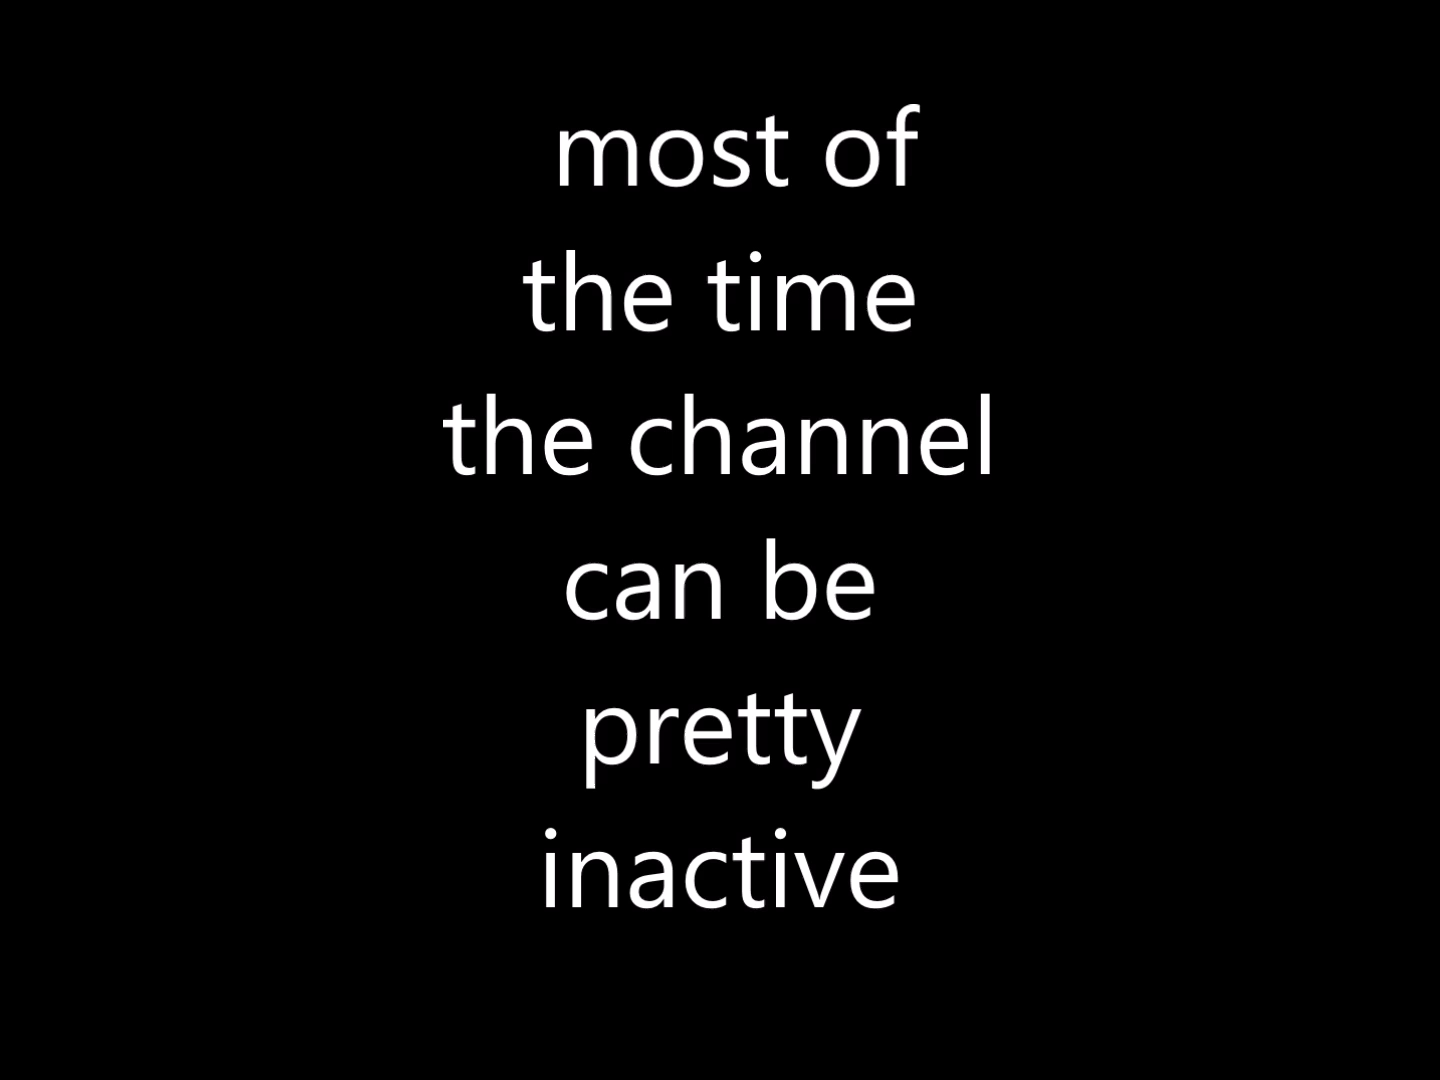 most of
the time
the channel
can be
pretty
inactive